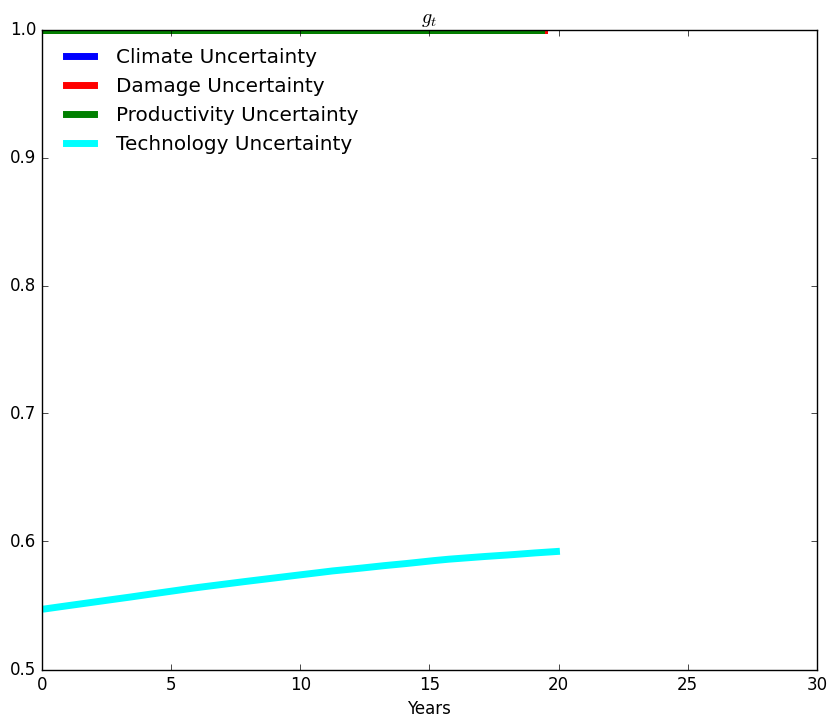 g_t
1.0
Climate Uncertainty
Damage Uncertainty
Productivity Uncertainty
Technology Uncertainty
0.9
0.8
0.7
0.6
0.5
0 5 10 15 20 25 30
Years